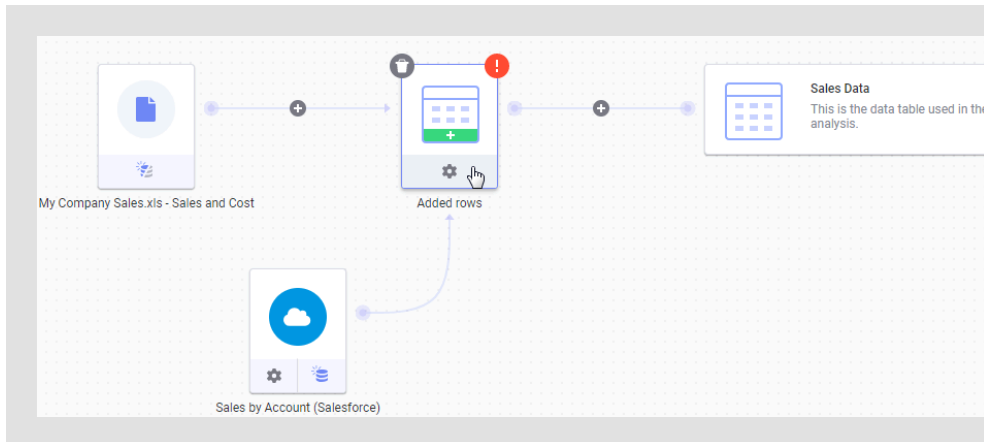 Sales Data
This is the data table used in the
analysis.
My Company Sales.xls - Sales and Cost
Added rows
Sales by Account (Salesforce)